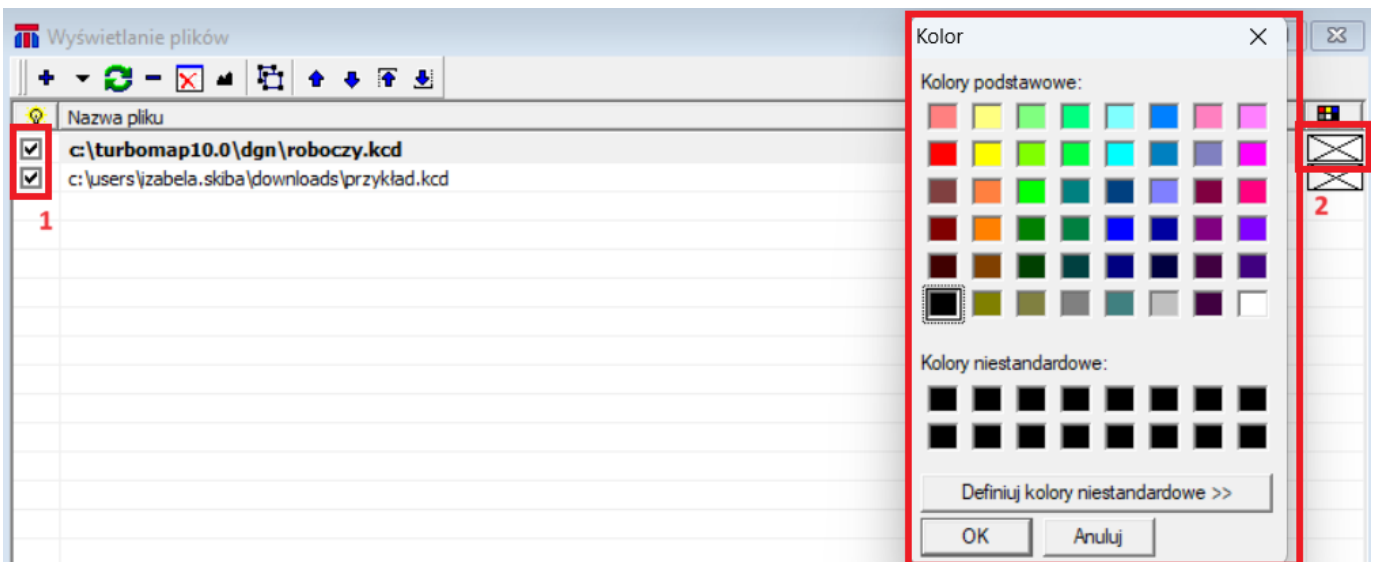 Wyświetlanie plików
Kolor
Kolory podstawowe:
Nazwa pliku
c:\turbomap10.0\dgn\roboczy.kcd
c:\users\izabela.skiba\downloads\przykład.kcd
1
2
Kolory niestandardowe:
Definiuj kolory niestandardowe >>
OK
Anuluj